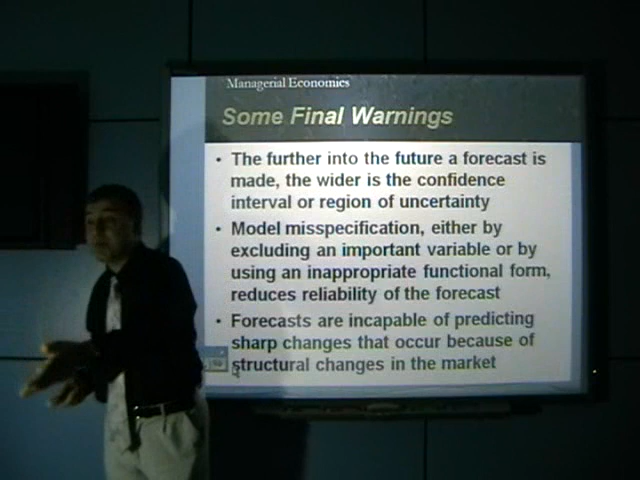 Managerial Economics
Some Final Warnings
• The further into the future a forecast is
made, the wider is the confidence
interval or region of uncertainty
• Model misspecification, either by
excluding an important variable or by
using an inappropriate functional form,
reduces reliability of the forecast
• Forecasts are incapable of predicting
sharp changes that occur because of
structural changes in the market